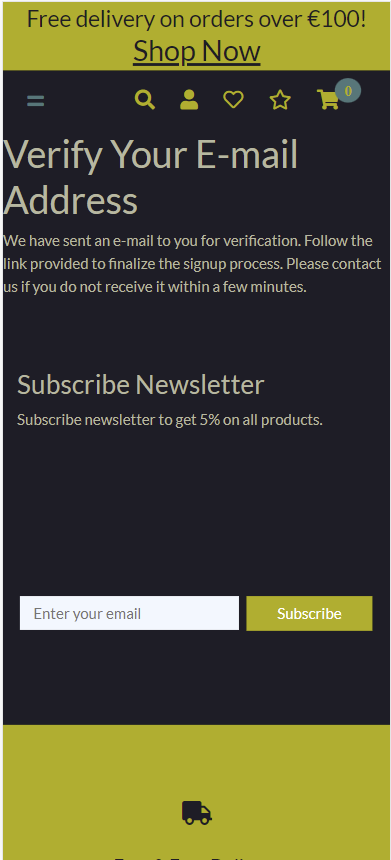 Free delivery on orders over €100!
Shop Now
0
Verify Your E-mail
Address
We have sent an e-mail to you for verification. Follow the
link provided to finalize the signup process. Please contact
us if you do not receive it within a few minutes.
Subscribe Newsletter
Subscribe newsletter to get 5% on all products.
Enter your email
Subscribe